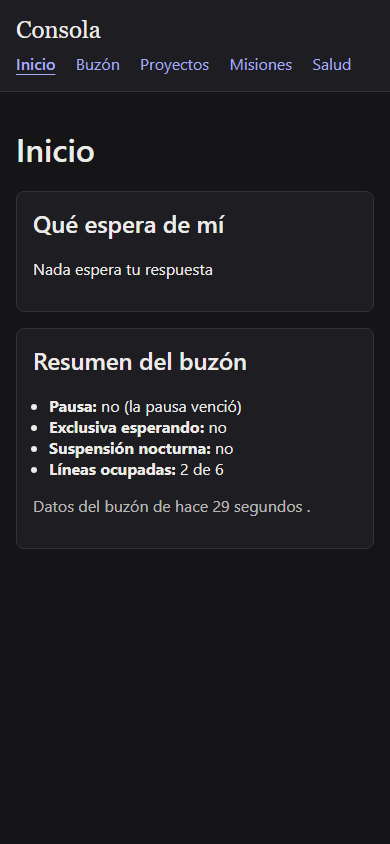 Consola
Inicio Buzón Proyectos Misiones Salud
Inicio
Qué espera de mí
Nada espera tu respuesta
Resumen del buzón
Pausa: no (la pausa venció)
Exclusiva esperando: no
Suspensión nocturna: no
Líneas ocupadas: 2 de 6
Datos del buzón de hace 29 segundos .